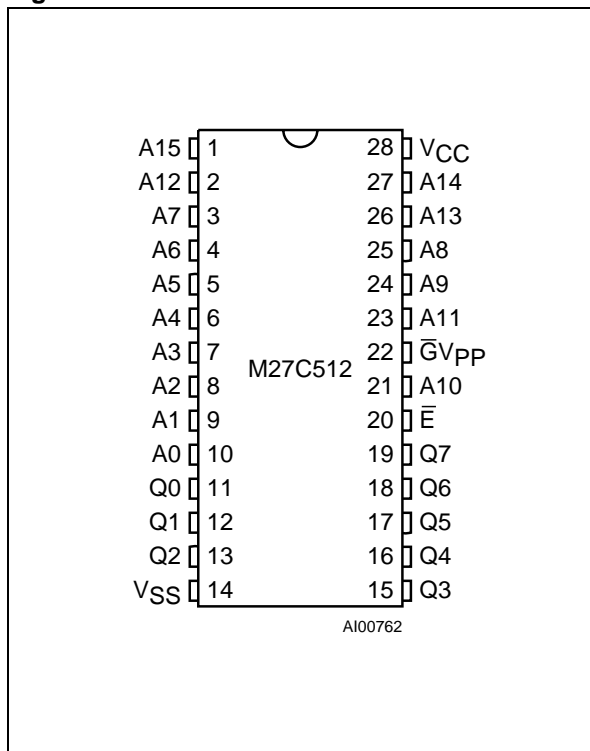 A15 1 28 VCC
A12 2 27 A14
A7 3 26 A13
A6 4 25 A8
A5 5 24 A9
A4 6 23 A11
A3 7 22 G̅VPP
M27C512
A2 8 21 A10
A1 9 20 E̅
A0 10 19 Q7
Q0 11 18 Q6
Q1 12 17 Q5
Q2 13 16 Q4
VSS 14 15 Q3
AI00762